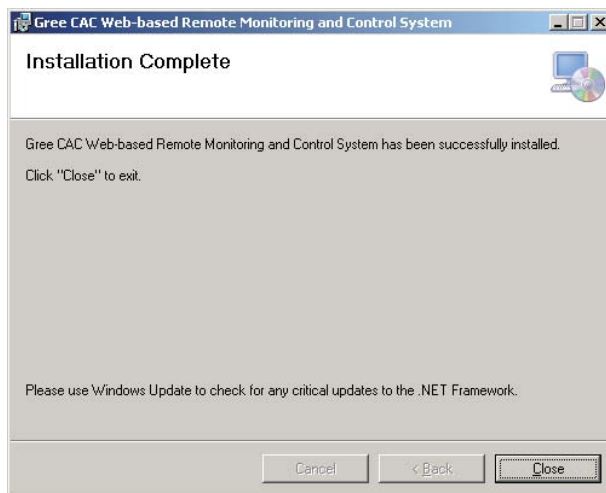 Gree CAC Web-based Remote Monitoring and Control System
Installation Complete
Gree CAC Web-based Remote Monitoring and Control System has been successfully installed.
Click "Close" to exit.
Please use Windows Update to check for any critical updates to the .NET Framework.
Cancel
< Back
Close